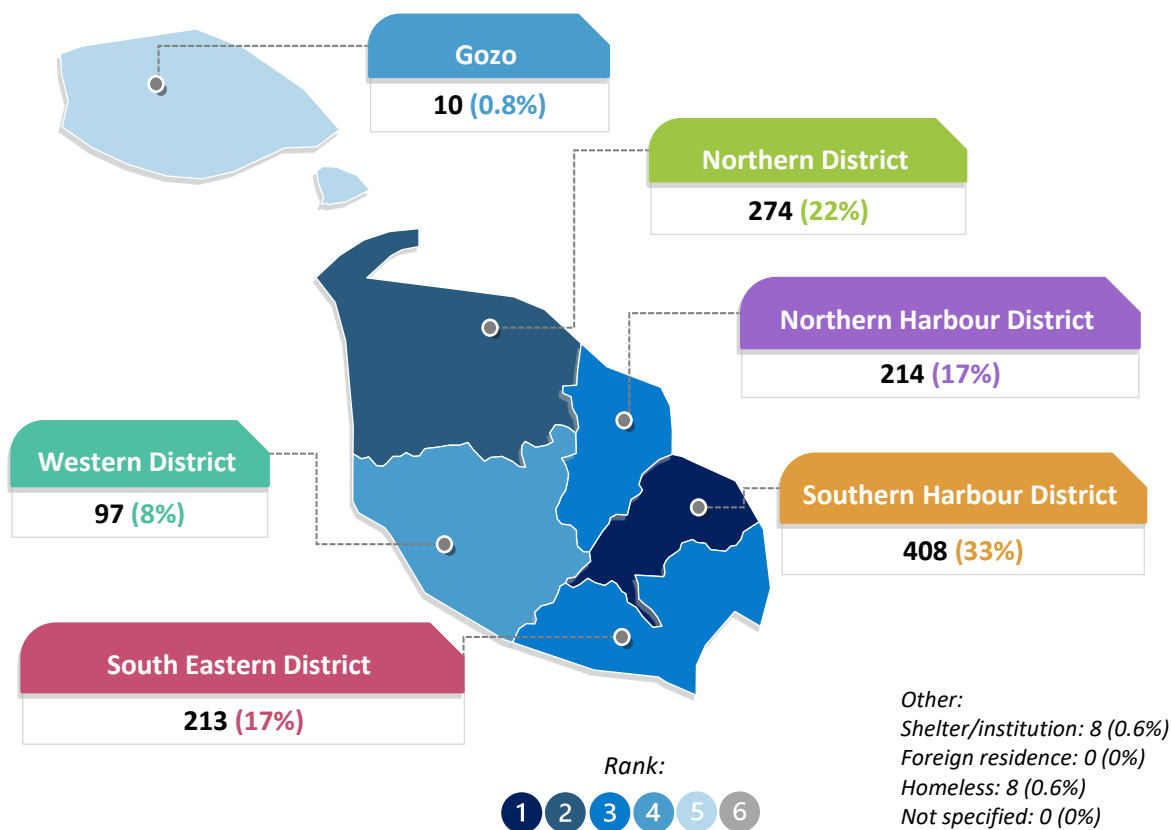 Gozo
10 (0.8%)
Northern District
274 (22%)
Northern Harbour District
214 (17%)
Western District
97 (8%)
Southern Harbour District
408 (33%)
South Eastern District
213 (17%)
Other:
Shelter/institution: 8 (0.6%)
Foreign residence: 0 (0%)
Homeless: 8 (0.6%)
Not specified: 0 (0%)
Rank:
1 2 3 4 5 6